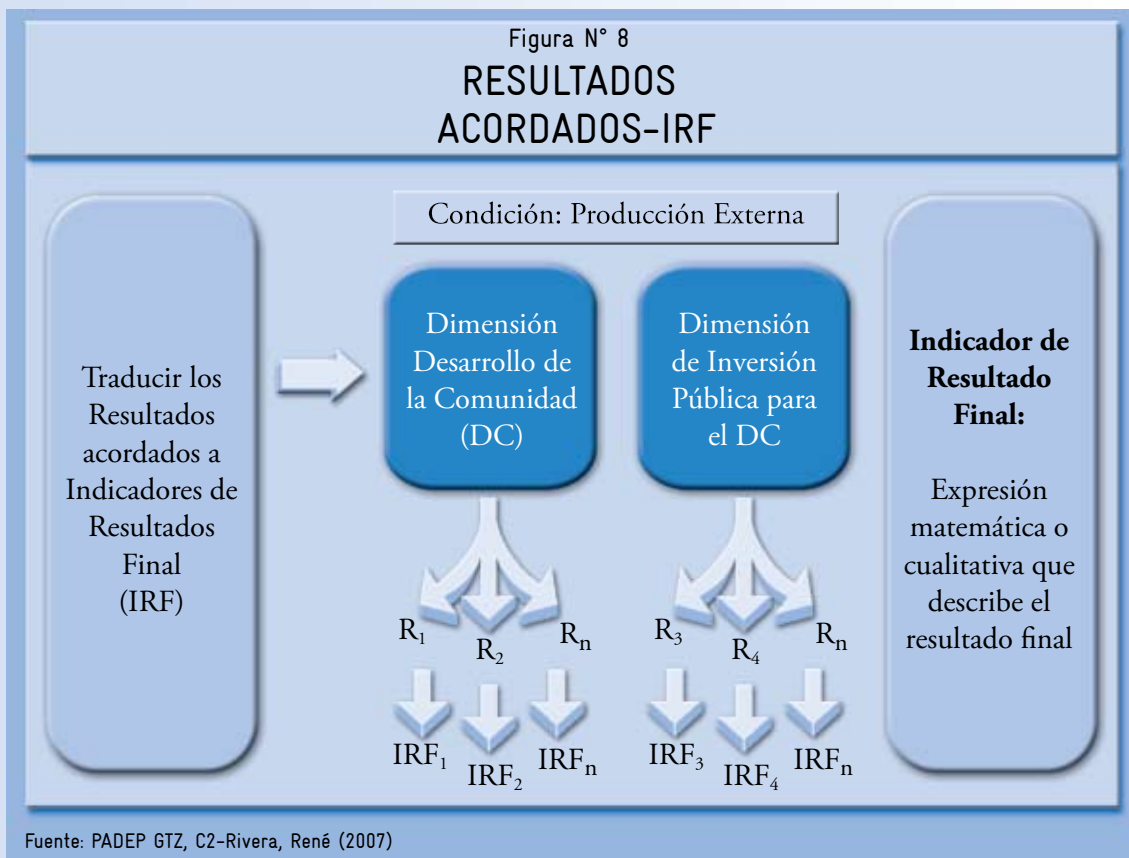 Figura N° 8
RESULTADOS
ACORDADOS-IRF
Traducir los
Resultados
acordados a
Indicadores de
Resultados
Final
(IRF)
Condición: Producción Externa
Dimensión
Desarrollo de
la Comunidad
(DC)
Dimensión
de Inversión
Pública para
el DC
R₁
R₂
Rₙ
R₃
R₄
Rₙ
IRF₁
IRF₂
IRFₙ
IRF₃
IRF₄
IRFₙ
Indicador de
Resultado
Final:
Expresión
matemática o
cualitativa que
describe el
resultado final
Fuente: PADEP GTZ, C2-Rivera, René (2007)